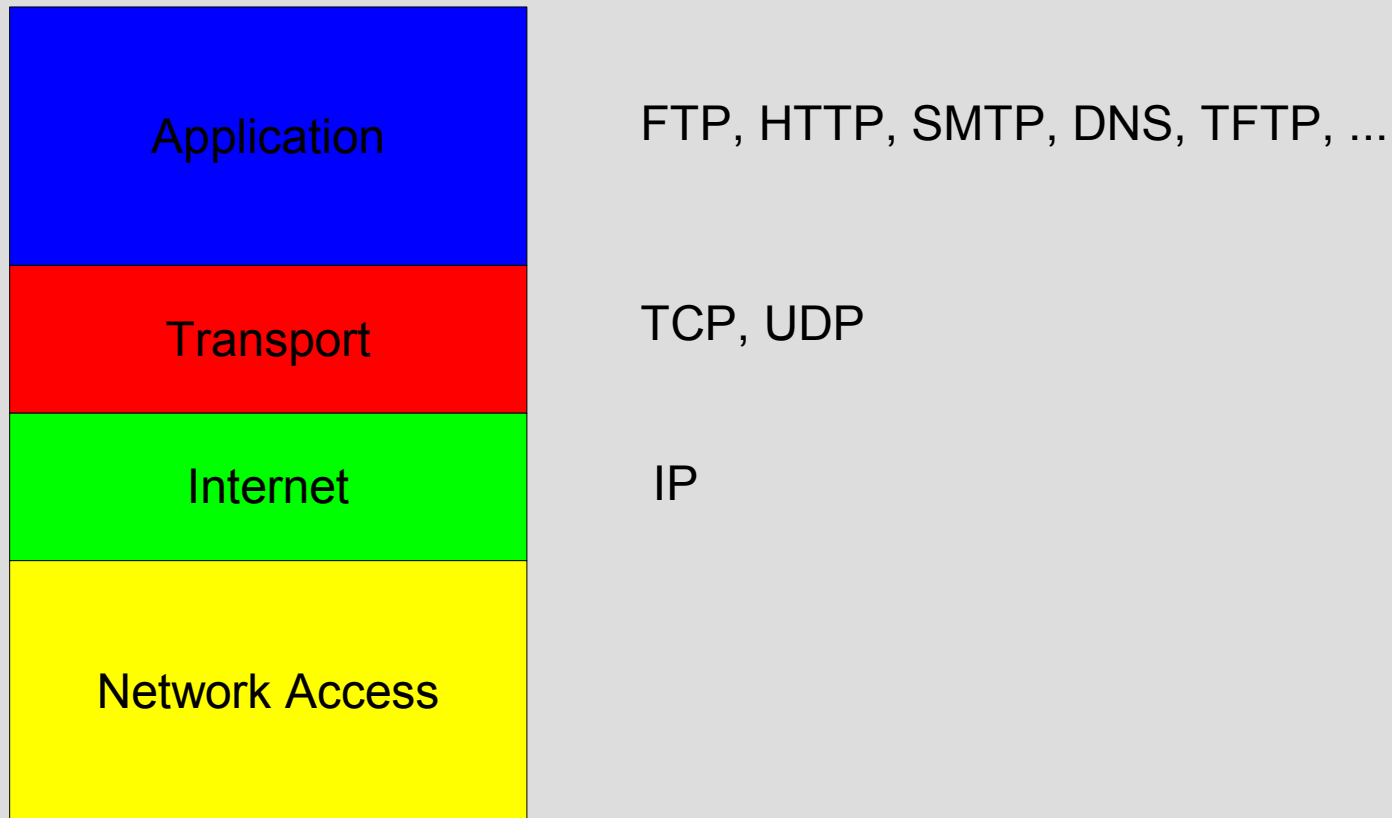 Application
FTP, HTTP, SMTP, DNS, TFTP, ...
Transport
TCP, UDP
Internet
IP
Network Access